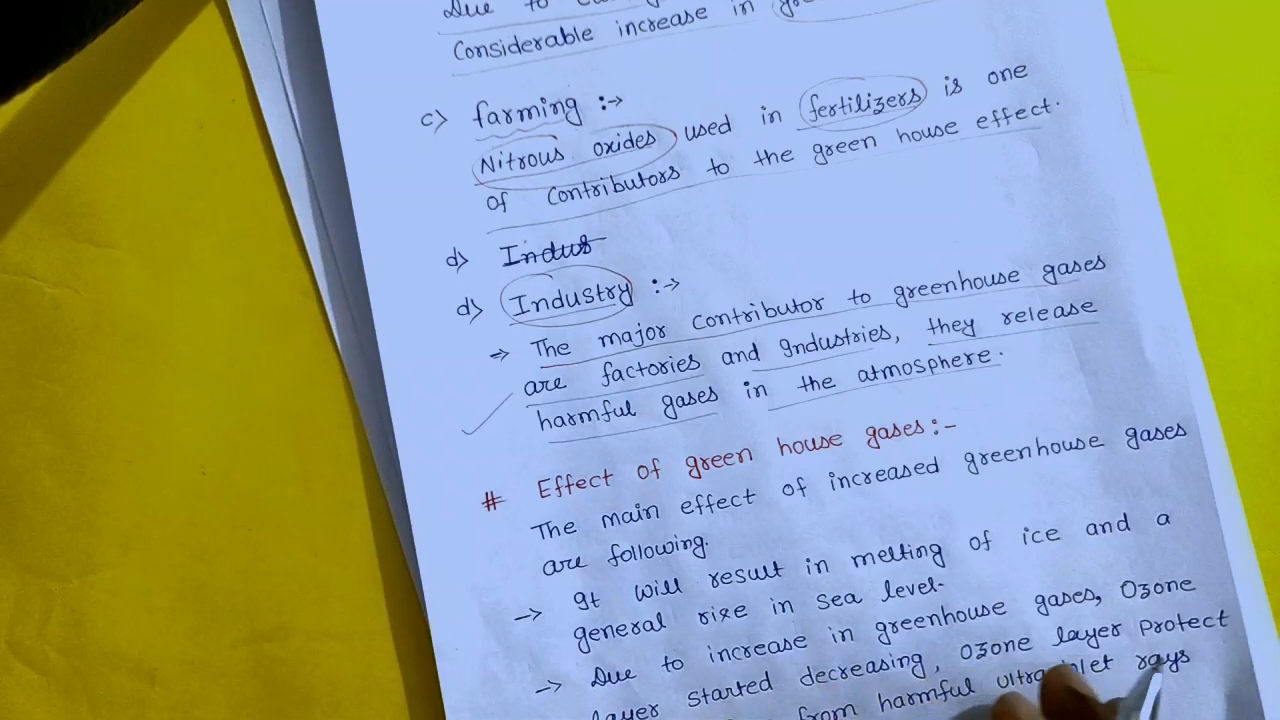 Due to
Considerable increase in
c) farming :→
Nitrous oxides used in fertilizers is one
of contributors to the green house effect.
d) Indus
d) Industry :→
⇒ The major contributor to greenhouse gases
are factories and Industries, they release
harmful gases in the atmosphere.
# Effect of green house gases:-
The main effect of increased greenhouse gases
are following.
→ It will result in melting of ice and a
general rise in sea level.
→ Due to increase in greenhouse gases, Ozone
layer started decreasing, Ozone layer protect
from harmful rays